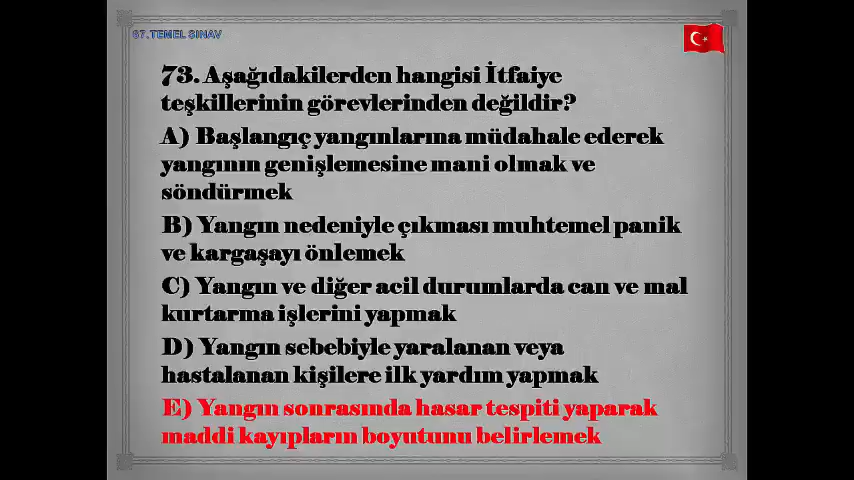 67.TEMEL SINAV
73. Aşağıdakilerden hangisi İtfaiye
teşkillerinin görevlerinden değildir?
A) Başlangıç yangınlarına müdahale ederek
yangının genişlemesine mani olmak ve
söndürmek
B) Yangın nedeniyle çıkması muhtemel panik
ve kargaşayı önlemek
C) Yangın ve diğer acil durumlarda can ve mal
kurtarma işlerini yapmak
D) Yangın sebebiyle yaralanan veya
hastalanan kişilere ilk yardım yapmak
E) Yangın sonrasında hasar tespiti yaparak
maddi kayıpların boyutunu belirlemek